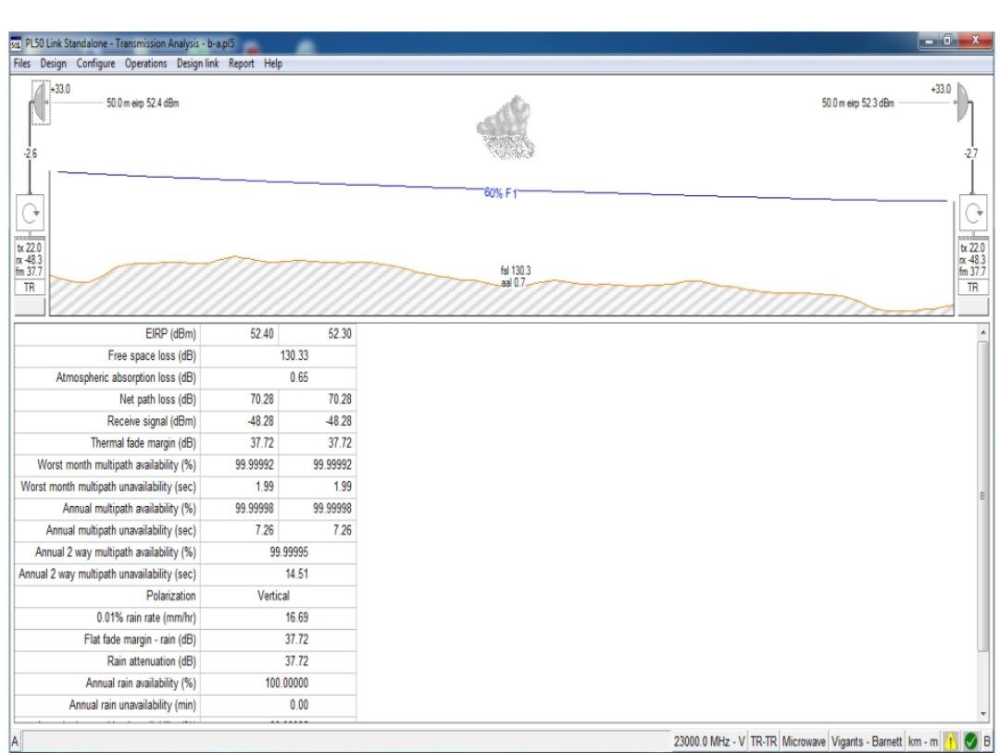 PL50 Link Standalone - Transmission Analysis - b-a.pl5
Files Design Configure Operations Design link Report Help
+33.0
50.0 m eirp 52.4 dBm
50.0 m eirp 52.3 dBm
+33.0
-2.6
-2.7
60% F1
tx 22.0
rx -48.3
fm 37.7
TR
fsl 130.3
aal 0.7
tx 22.0
rx -48.3
fm 37.7
TR
EIRP (dBm) 52.40 52.30
Free space loss (dB) 130.33
Atmospheric absorption loss (dB) 0.65
Net path loss (dB) 70.28 70.28
Receive signal (dBm) -48.28 -48.28
Thermal fade margin (dB) 37.72 37.72
Worst month multipath availability (%) 99.99992 99.99992
Worst month multipath unavailability (sec) 1.99 1.99
Annual multipath availability (%) 99.99998 99.99998
Annual multipath unavailability (sec) 7.26 7.26
Annual 2 way multipath availability (%) 99.99995
Annual 2 way multipath unavailability (sec) 14.51
Polarization Vertical
0.01% rain rate (mm/hr) 16.69
Flat fade margin - rain (dB) 37.72
Rain attenuation (dB) 37.72
Annual rain availability (%) 100.00000
Annual rain unavailability (min) 0.00
A 23000.0 MHz - V TR-TR Microwave Vigants - Barnett km - m B